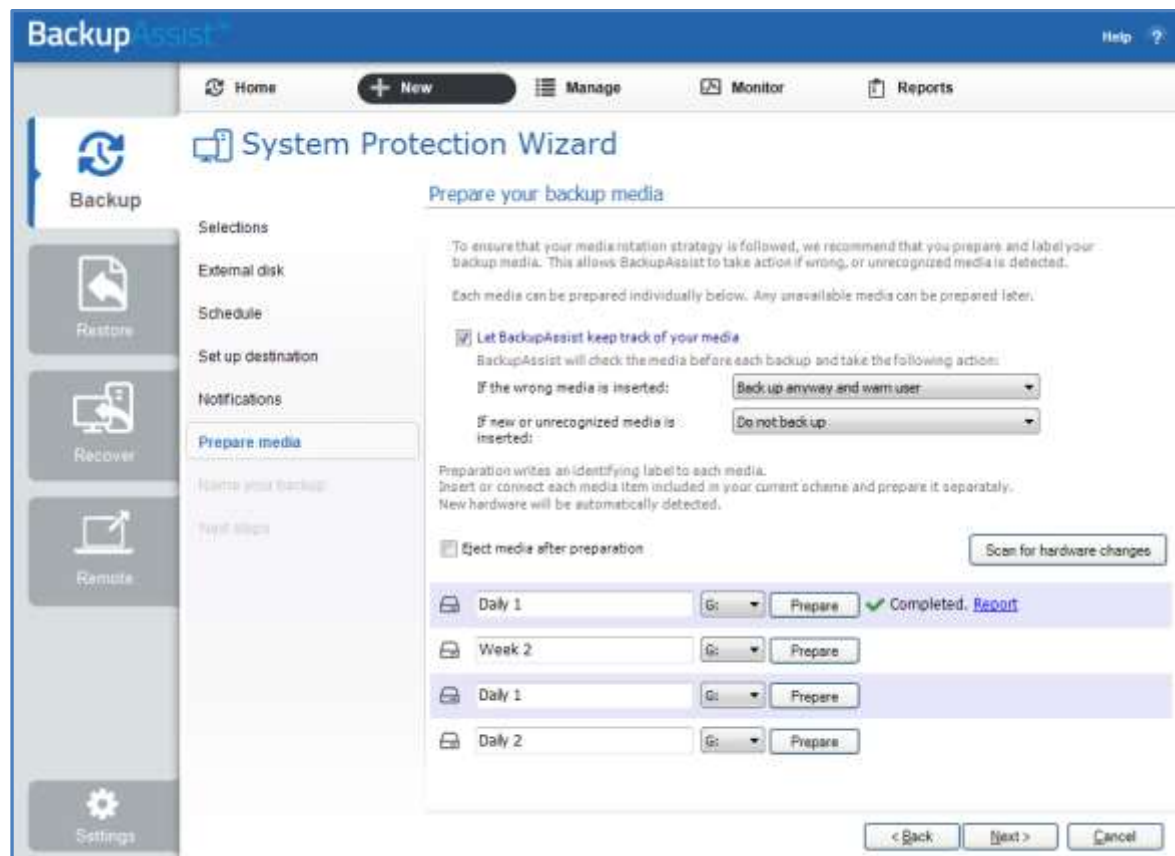 BackupAssist
Help ?
Home
New
Manage
Monitor
Reports
Backup
Restore
Recover
Remote
Settings
System Protection Wizard
Selections
External disk
Schedule
Set up destination
Notifications
Prepare media
Name your backup
Next steps
Prepare your backup media
To ensure that your media rotation strategy is followed, we recommend that you prepare and label your
backup media. This allows BackupAssist to take action if wrong, or unrecognized media is detected.
Each media can be prepared individually below. Any unavailable media can be prepared later.
Let BackupAssist keep track of your media
BackupAssist will check the media before each backup and take the following action:
If the wrong media is inserted: Back up anyway and warn user
If new or unrecognized media is
inserted:
Do not back up
Preparation writes an identifying label to each media.
Insert or connect each media item included in your current scheme and prepare it separately.
New hardware will be automatically detected.
Eject media after preparation
Scan for hardware changes
Daily 1 G: Prepare Completed. Report
Week 2 G: Prepare
Daily 1 G: Prepare
Daily 2 G: Prepare
< Back Next > Cancel